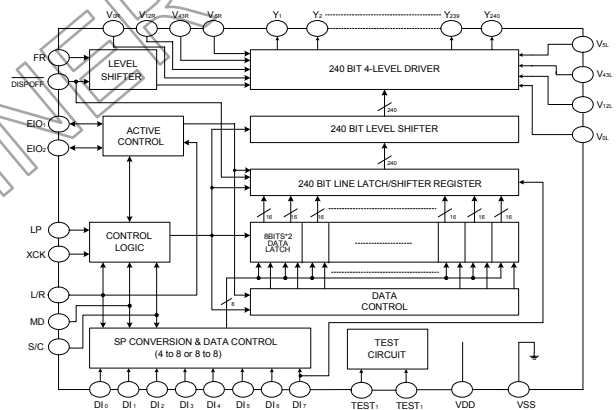 V0R V12R V43R V5R Y1 Y2 Y239 Y240
FR
DISPOFF
LEVEL
SHIFTER
240 BIT 4-LEVEL DRIVER
V5L
V43L
V12L
V0L
240
EIO1
EIO2
ACTIVE
CONTROL
240 BIT LEVEL SHIFTER
240
240 BIT LINE LATCH/SHIFTER REGISTER
16 16 16 16 16 16
LP
XCK
CONTROL
LOGIC
8BITS*2
DATA
LATCH
L/R
MD
S/C
8
DATA
CONTROL
SP CONVERSION & DATA CONTROL
(4 to 8 or 8 to 8)
TEST
CIRCUIT
DI0 DI1 DI2 DI3 DI4 DI5 DI6 DI7 TEST1 TEST1 VDD VSS